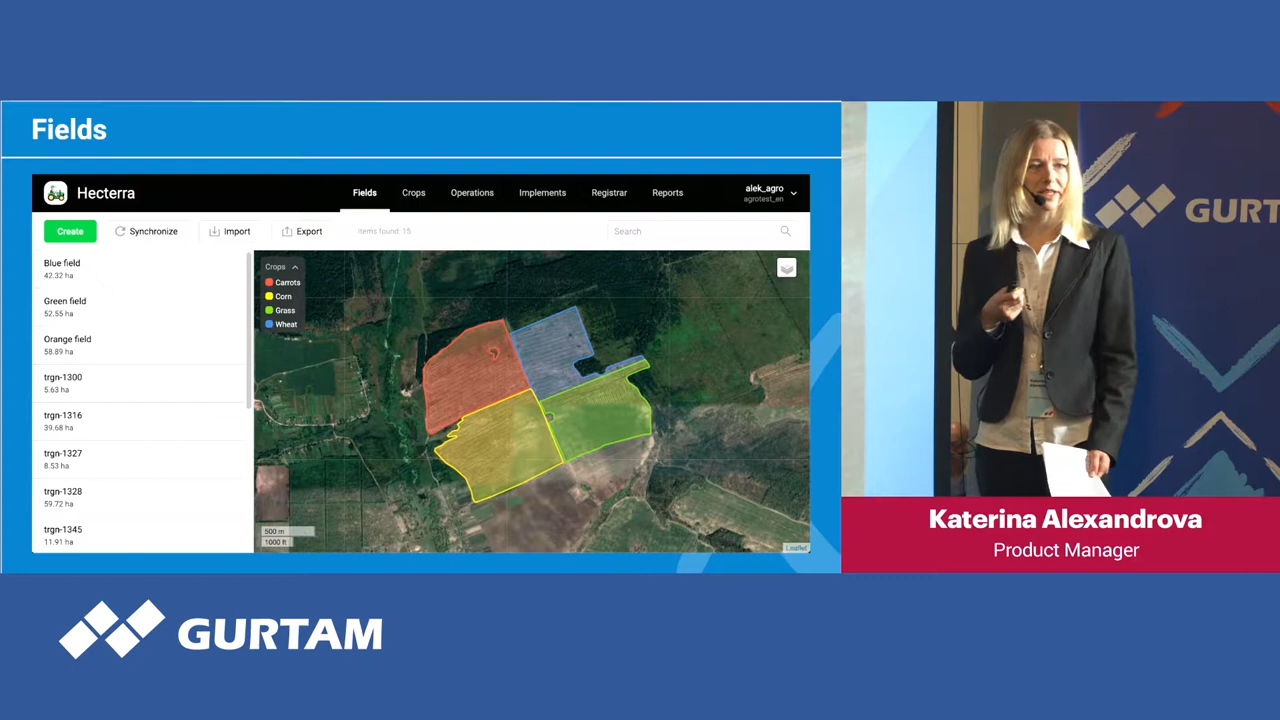 Fields
Hecterra
Fields Crops Operations Implements Registrar Reports
alek_agro
agrotest_en
Create Synchronize Import Export Items found: 15 Search
Blue field
42.32 ha
Green field
52.55 ha
Orange field
58.89 ha
trgn-1300
5.63 ha
trgn-1316
39.68 ha
trgn-1327
8.53 ha
trgn-1328
59.72 ha
trgn-1345
11.91 ha
Crops
Carrots
Corn
Grass
Wheat
500 m
1000 ft
Leaflet
GURT
Katerina Alexandrova
Product Manager
GURTAM